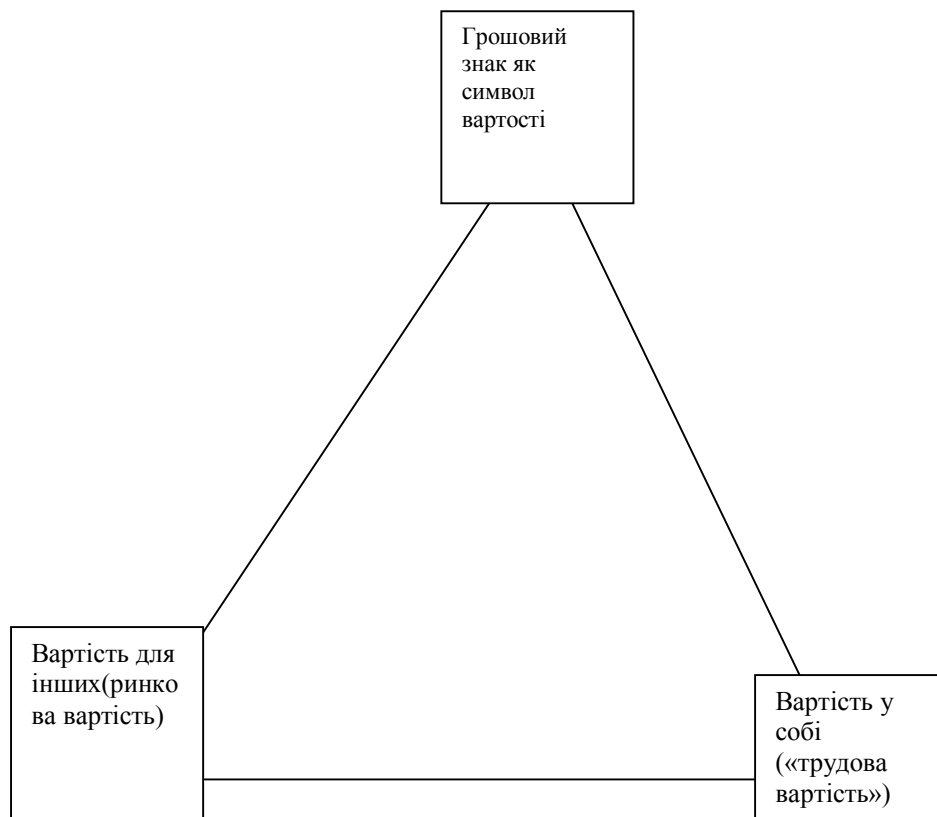 Грошовий
знак як
символ
вартості
Вартість для
інших(ринко
ва вартість)
Вартість у
собі
(«трудова
вартість»)